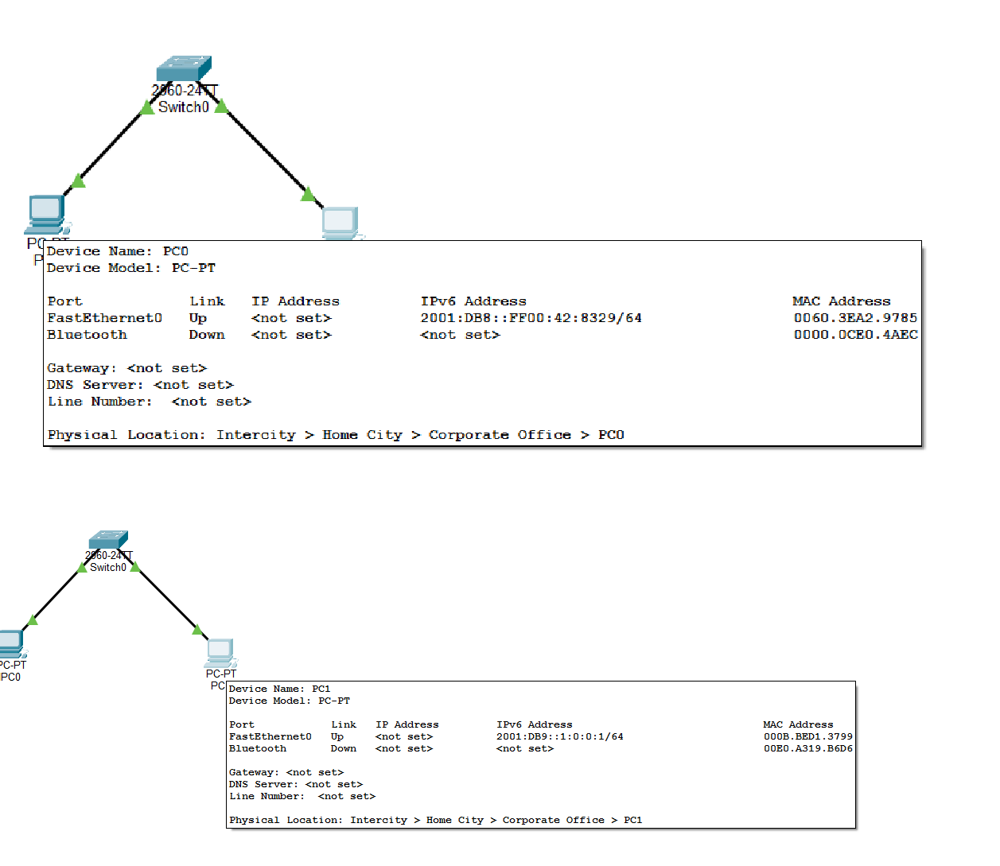 2960-24TT
Switch0
PC-PT
P
Device Name: PC0
Device Model: PC-PT
Port Link IP Address IPv6 Address MAC Address
FastEthernet0 Up <not set> 2001:DB8::FF00:42:8329/64 0060.3EA2.9785
Bluetooth Down <not set> <not set> 0000.0CE0.4AEC
Gateway: <not set>
DNS Server: <not set>
Line Number: <not set>
Physical Location: Intercity > Home City > Corporate Office > PC0
2960-24TT
Switch0
PC-PT
PC0
PC-PT
PC
Device Name: PC1
Device Model: PC-PT
Port Link IP Address IPv6 Address MAC Address
FastEthernet0 Up <not set> 2001:DB9::1:0:0:1/64 000B.BED1.3799
Bluetooth Down <not set> <not set> 00E0.A319.B6D6
Gateway: <not set>
DNS Server: <not set>
Line Number: <not set>
Physical Location: Intercity > Home City > Corporate Office > PC1